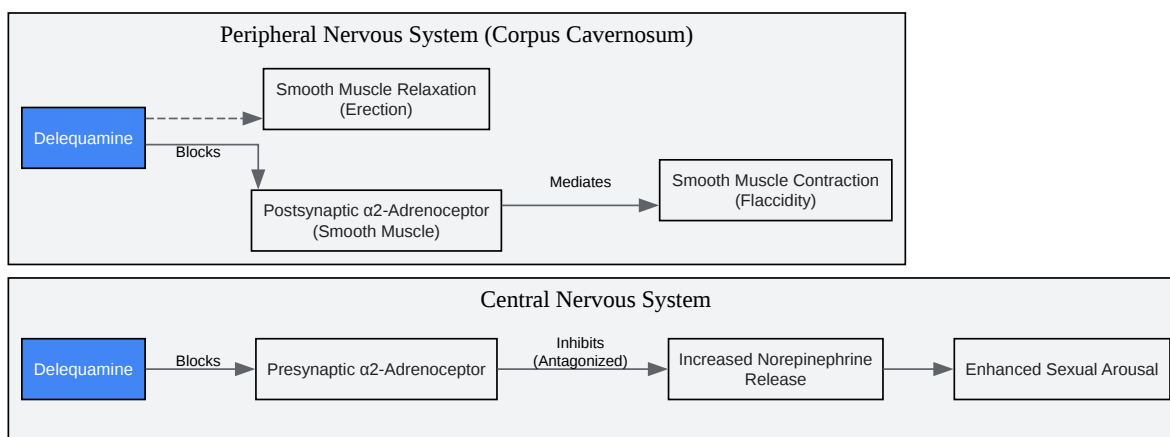 Peripheral Nervous System (Corpus Cavernosum)
Smooth Muscle Relaxation
(Erection)
Delequamine
Blocks
Mediates
Smooth Muscle Contraction
(Flaccidity)
Postsynaptic α2-Adrenoceptor
(Smooth Muscle)
Central Nervous System
Delequamine
Blocks
Presynaptic α2-Adrenoceptor
Inhibits
(Antagonized)
Increased Norepinephrine
Release
Enhanced Sexual Arousal